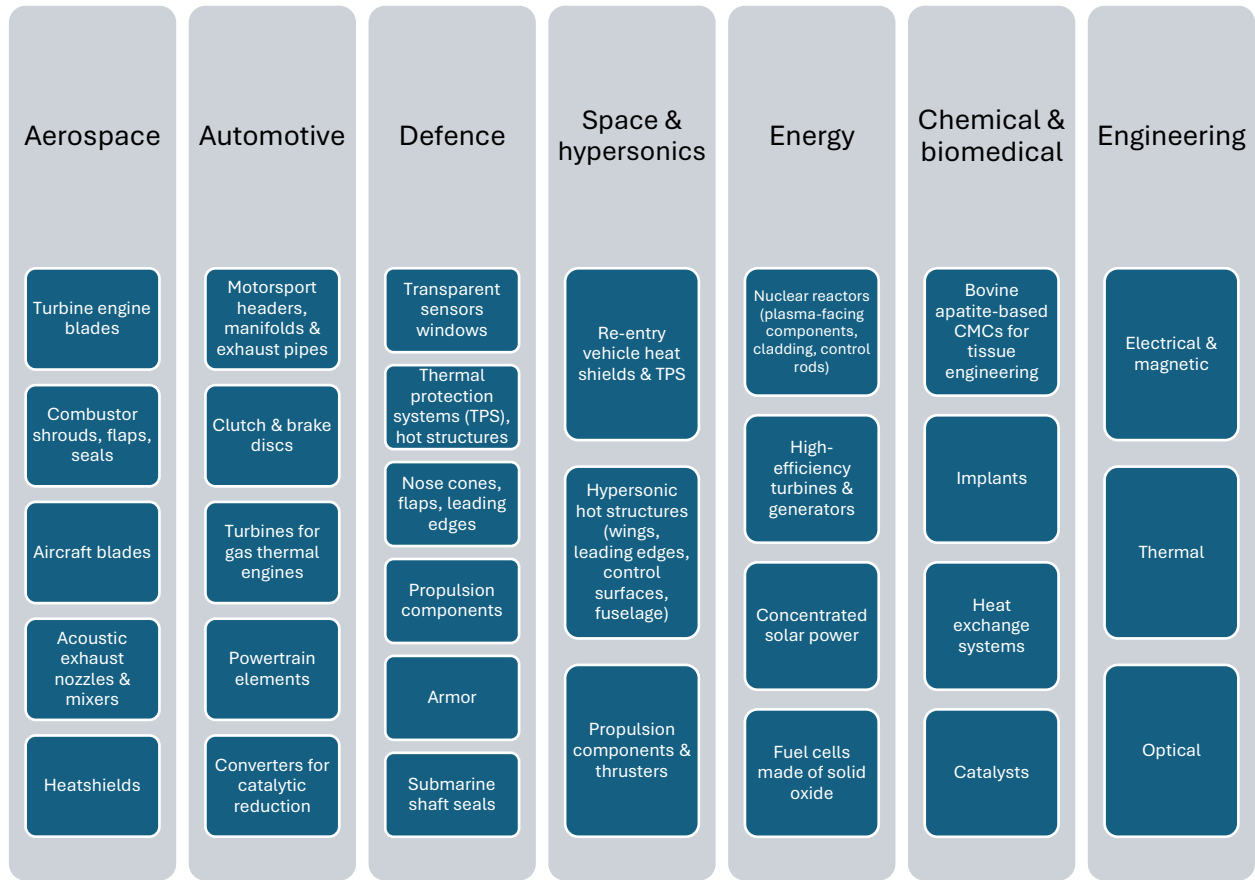 Aerospace
Turbine engine
blades
Combustor
shrouds, flaps,
seals
Aircraft blades
Acoustic
exhaust
nozzles &
mixers
Heatshields
Automotive
Motorsport
headers,
manifolds &
exhaust pipes
Clutch & brake
discs
Turbines for
gas thermal
engines
Powertrain
elements
Converters for
catalytic
reduction
Defence
Transparent
sensors
windows
Thermal
protection
systems (TPS),
hot structures
Nose cones,
flaps, leading
edges
Propulsion
components
Armor
Submarine
shaft seals
Space &
hypersonics
Re-entry
vehicle heat
shields & TPS
Hypersonic
hot structures
(wings,
leading edges,
control
surfaces,
fuselage)
Propulsion
components &
thrusters
Energy
Nuclear reactors
(plasma-facing
components,
cladding, control
rods)
High-
efficiency
turbines &
generators
Concentrated
solar power
Fuel cells
made of solid
oxide
Chemical &
biomedical
Bovine
apatite-based
CMCs for
tissue
engineering
Implants
Heat
exchange
systems
Catalysts
Engineering
Electrical &
magnetic
Thermal
Optical